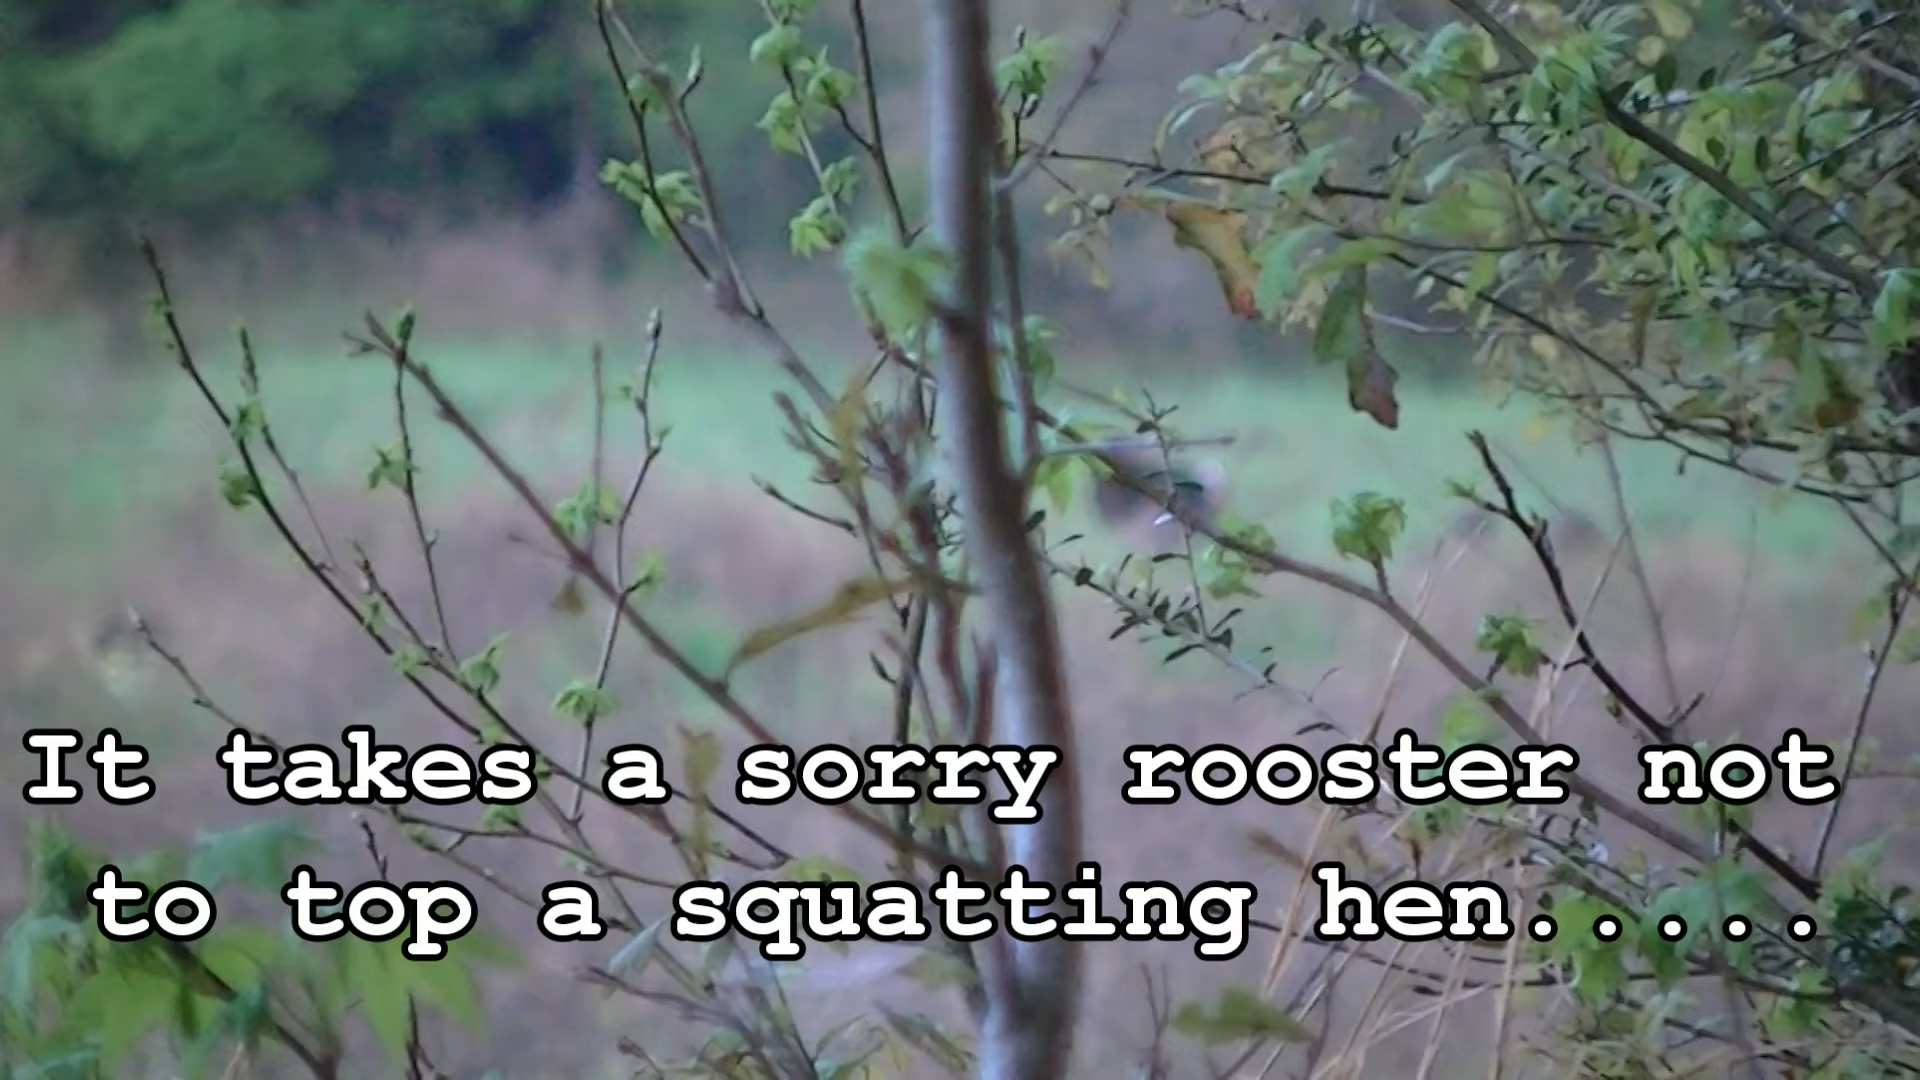 It takes a sorry rooster not
to top a squatting hen.....